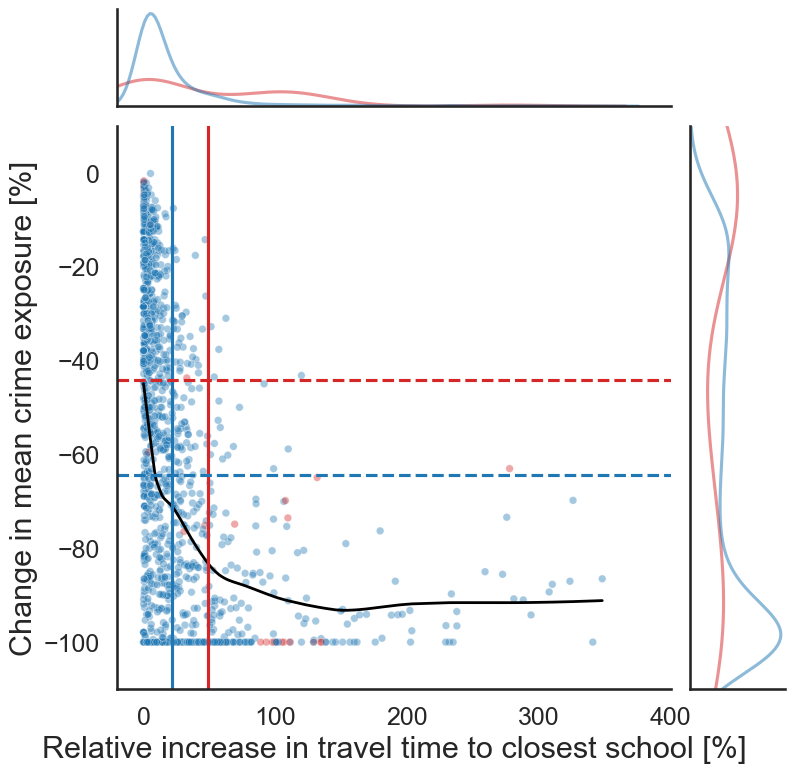 Change in mean crime exposure [%]
0
−20
−40
−60
−80
−100
0 100 200 300 400
Relative increase in travel time to closest school [%]